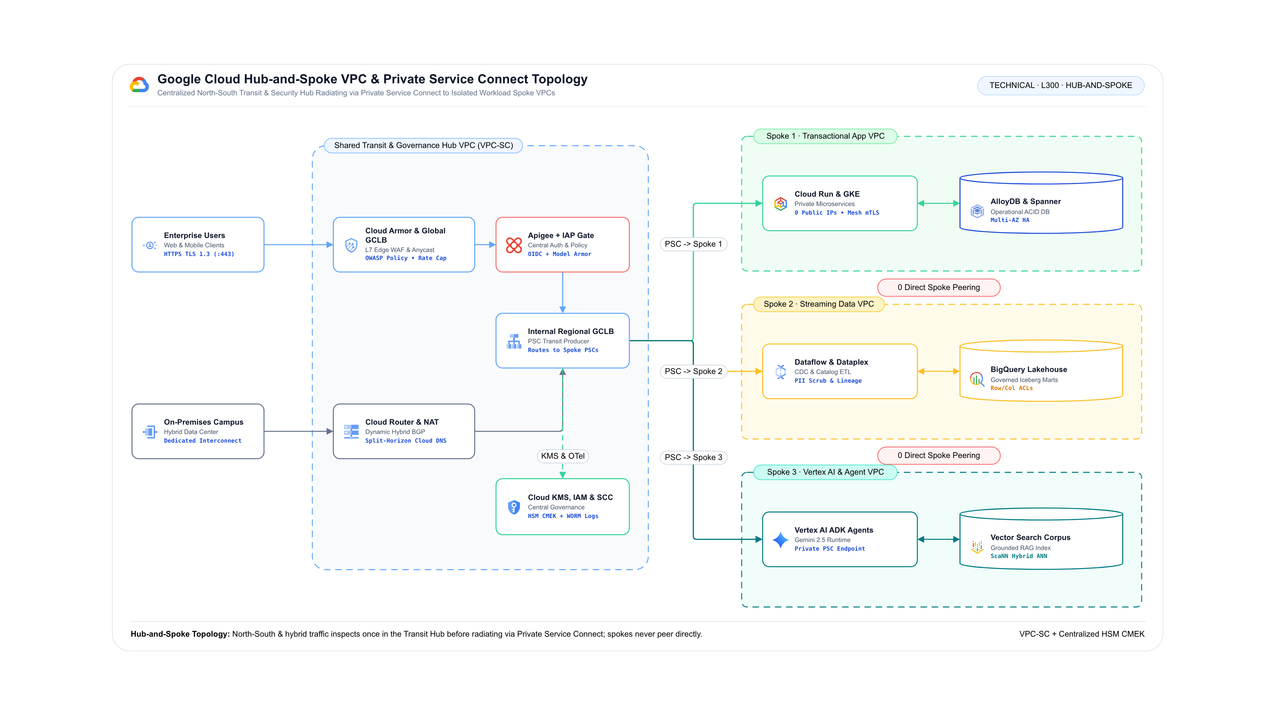 Google Cloud Hub-and-Spoke VPC & Private Service Connect Topology
Centralized North-South Transit & Security Hub Radiating via Private Service Connect to Isolated Workload Spoke VPCs
TECHNICAL · L300 · HUB-AND-SPOKE
Shared Transit & Governance Hub VPC (VPC-SC)
Enterprise Users
Web & Mobile Clients
HTTPS TLS 1.3 (:443)
Cloud Armor & Global
GCLB
L7 Edge WAF & Anycast
OWASP Policy • Rate Cap
Apigee + IAP Gate
Central Auth & Policy
OIDC + Model Armor
Internal Regional GCLB
PSC Transit Producer
Routes to Spoke PSCs
On-Premises Campus
Hybrid Data Center
Dedicated Interconnect
Cloud Router & NAT
Dynamic Hybrid BGP
Split-Horizon Cloud DNS
KMS & OTel
Cloud KMS, IAM & SCC
Central Governance
HSM CMEK + WORM Logs
PSC -> Spoke 1
PSC -> Spoke 2
PSC -> Spoke 3
Spoke 1 · Transactional App VPC
Cloud Run & GKE
Private Microservices
0 Public IPs • Mesh mTLS
AlloyDB & Spanner
Operational ACID DB
Multi-AZ HA
0 Direct Spoke Peering
Spoke 2 · Streaming Data VPC
Dataflow & Dataplex
CDC & Catalog ETL
PII Scrub & Lineage
BigQuery Lakehouse
Governed Iceberg Marts
Row/Col ACLs
0 Direct Spoke Peering
Spoke 3 · Vertex AI & Agent VPC
Vertex AI ADK Agents
Gemini 2.5 Runtime
Private PSC Endpoint
Vector Search Corpus
Grounded RAG Index
ScaNN Hybrid ANN
Hub-and-Spoke Topology: North-South & hybrid traffic inspects once in the Transit Hub before radiating via Private Service Connect; spokes never peer directly.
VPC-SC + Centralized HSM CMEK